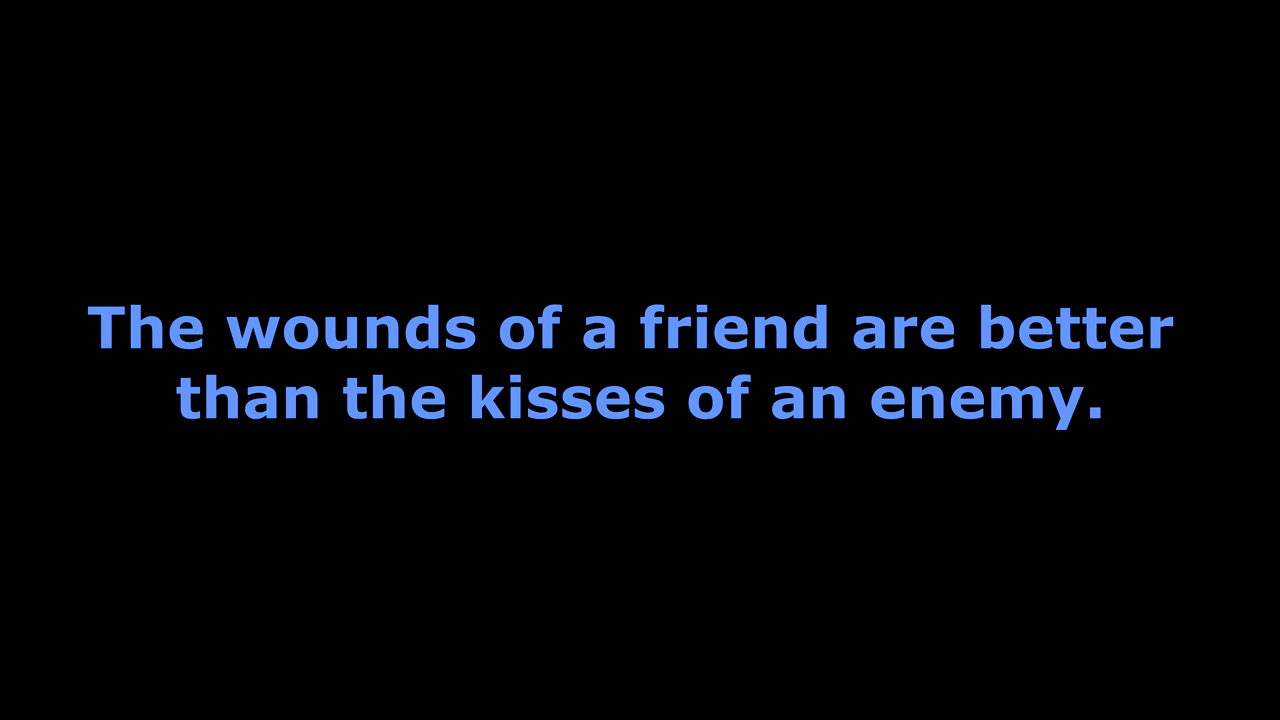 The wounds of a friend are better
than the kisses of an enemy.